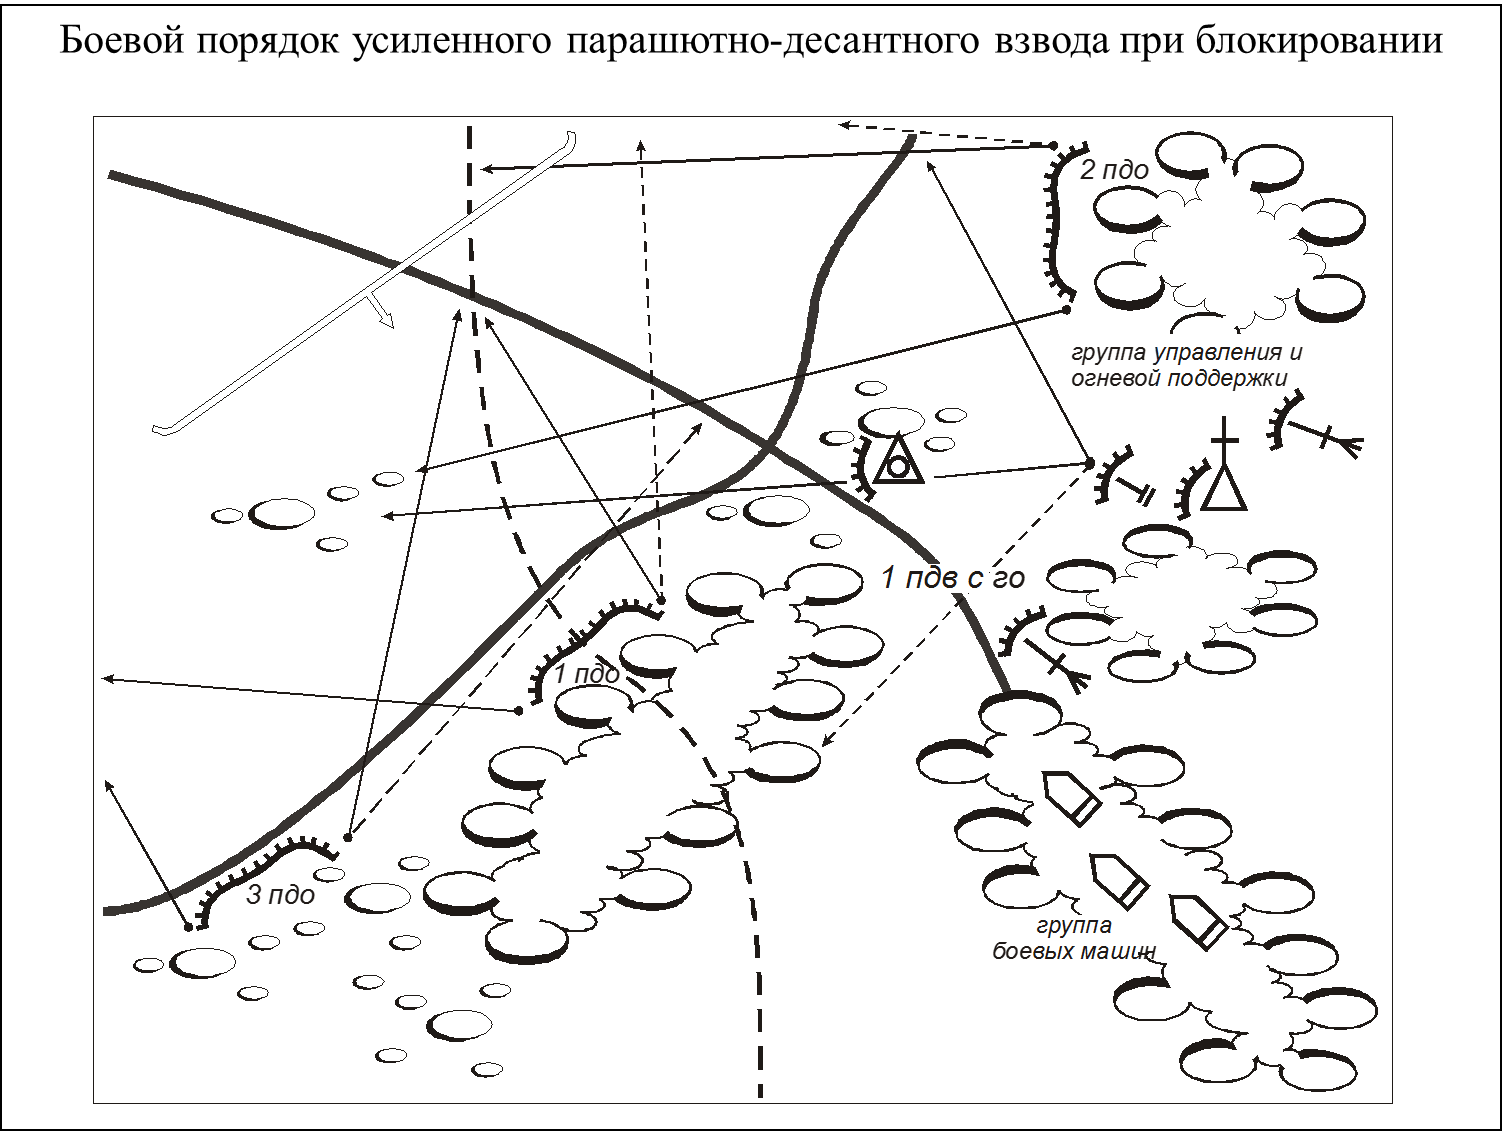 Боевой порядок усиленного парашютно-десантного взвода при блокировании
2 пдо
группа управления и
огневой поддержки
1 пдв с го
1 пдо
3 пдо
группа
боевых машин